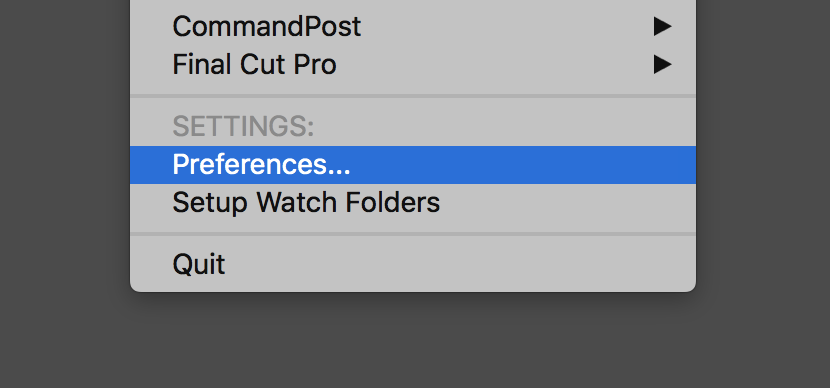 CommandPost
Final Cut Pro
SETTINGS:
Preferences...
Setup Watch Folders
Quit